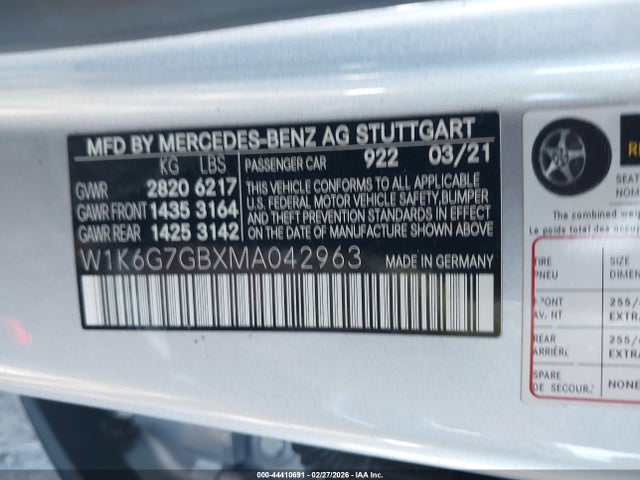 MFD BY MERCEDES-BENZ AG STUTTGART
KG LBS
PASSENGER CAR 922 03/21
GVWR 2820 6217
GAWR FRONT 1435 3164
GAWR REAR 1425 3142
THIS VEHICLE CONFORMS TO ALL APPLICABLE
U.S. FEDERAL MOTOR VEHICLE SAFETY,BUMPER
AND THEFT PREVENTION STANDARDS IN EFFECT
ON THE DATE OF MANUFACTURE SHOWN ABOVE
W1K6G7GBXMA042963 MADE IN GERMANY
SEAT
NOM
The combined weig
TIRE SIZE
PNEU DIMEN
FRONT 255/
AV.NT EXTRA
REAR 255/
ARRIÈRE EXTRA
SPARE NONE
DE SECOURS
000-44410691 - 02/27/2026 - IAA Inc.